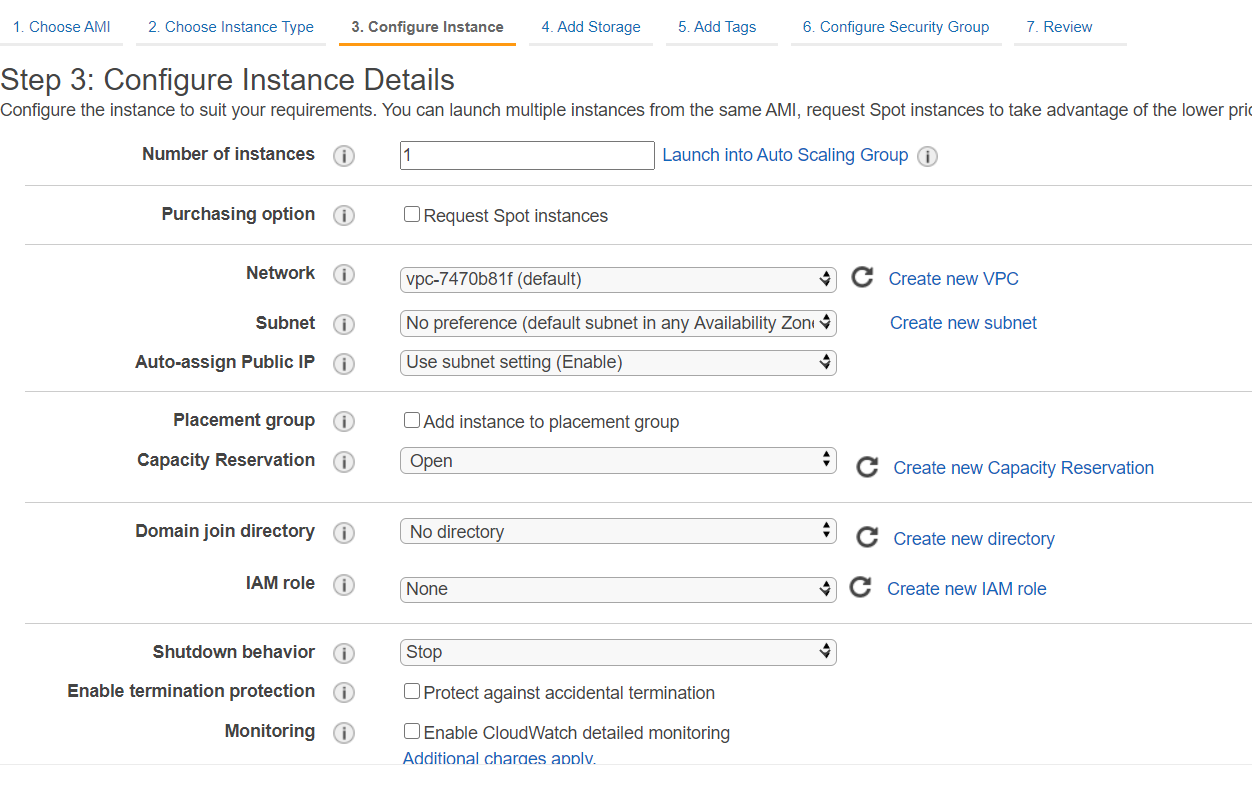 1. Choose AMI 2. Choose Instance Type 3. Configure Instance 4. Add Storage 5. Add Tags 6. Configure Security Group 7. Review
Step 3: Configure Instance Details
Configure the instance to suit your requirements. You can launch multiple instances from the same AMI, request Spot instances to take advantage of the lower
Number of instances i 1 Launch into Auto Scaling Group i
Purchasing option i Request Spot instances
Network i vpc-7470b81f (default) Create new VPC
Subnet i No preference (default subnet in any Availability Create new subnet
Auto-assign Public IP i Use subnet setting (Enable)
Placement group i Add instance to placement group
Capacity Reservation i Open Create new Capacity Reservation
Domain join directory i No directory Create new directory
IAM role i None Create new IAM role
Shutdown behavior i Stop
Enable termination protection i Protect against accidental termination
Monitoring i Enable CloudWatch detailed monitoring
Additional charges apply.